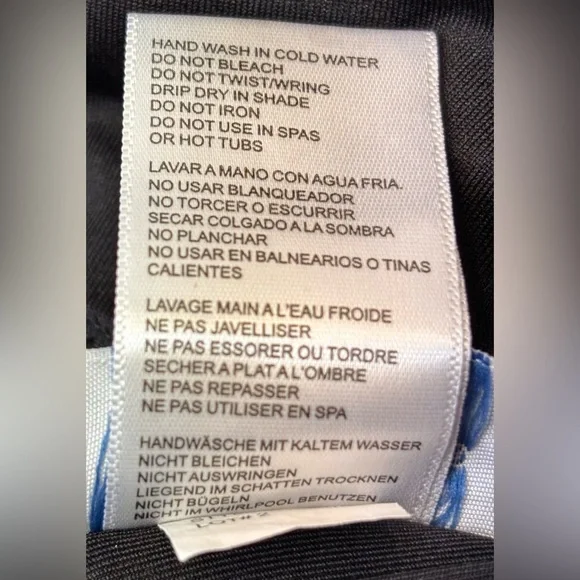 HAND WASH IN COLD WATER
DO NOT BLEACH
DO NOT TWIST/WRING
DRIP DRY IN SHADE
DO NOT IRON
DO NOT USE IN SPAS
OR HOT TUBS
LAVAR A MANO CON AGUA FRIA.
NO USAR BLANQUEADOR
NO TORCER O ESCURRIR
SECAR COLGADO A LA SOMBRA
NO PLANCHAR
NO USAR EN BALNEARIOS O TINAS
CALIENTES
LAVAGE MAIN A L'EAU FROIDE
NE PAS JAVELLISER
NE PAS ESSORER OU TORDRE
SECHER A PLAT A L'OMBRE
NE PAS REPASSER
NE PAS UTILISER EN SPA
HANDWÄSCHE MIT KALTEM WASSER
NICHT BLEICHEN
NICHT AUSWRINGEN
LIEGEND IM SCHATTEN TROCKNEN
NICHT BÜGELN
NICHT IM WHIRLPOOL BENUTZEN